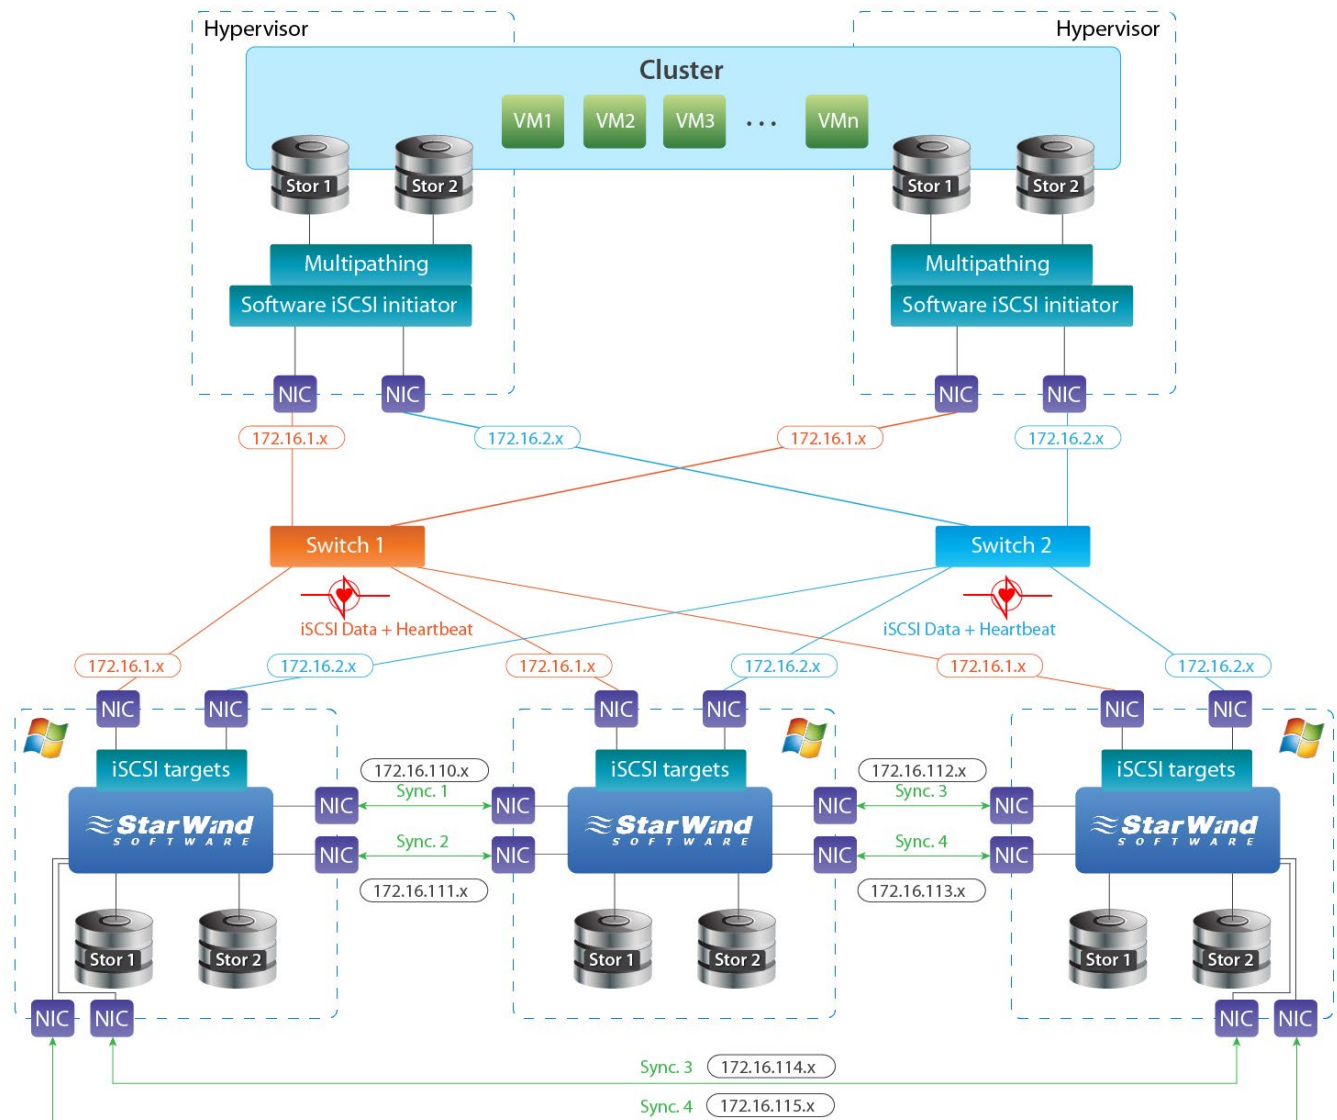 Hypervisor
Hypervisor
Cluster
VM1 VM2 VM3 ... VMn
Stor 1 Stor 2 Stor 1 Stor 2
Multipathing Multipathing
Software iSCSI initiator Software iSCSI initiator
NIC NIC NIC NIC
172.16.1.x 172.16.2.x 172.16.1.x 172.16.2.x
Switch 1 Switch 2
iSCSI Data + Heartbeat iSCSI Data + Heartbeat
172.16.1.x 172.16.2.x 172.16.1.x 172.16.2.x 172.16.1.x 172.16.2.x
NIC NIC NIC NIC NIC NIC
iSCSI targets 172.16.110.x iSCSI targets 172.16.112.x iSCSI targets
NIC Sync. 1 NIC NIC Sync. 3 NIC
StarWind StarWind StarWind
SOFTWARE SOFTWARE SOFTWARE
NIC Sync. 2 NIC NIC Sync. 4 NIC
172.16.111.x 172.16.113.x
Stor 1 Stor 2 Stor 1 Stor 2 Stor 1 Stor 2
NIC NIC NIC NIC
Sync. 3 172.16.114.x
Sync. 4 172.16.115.x